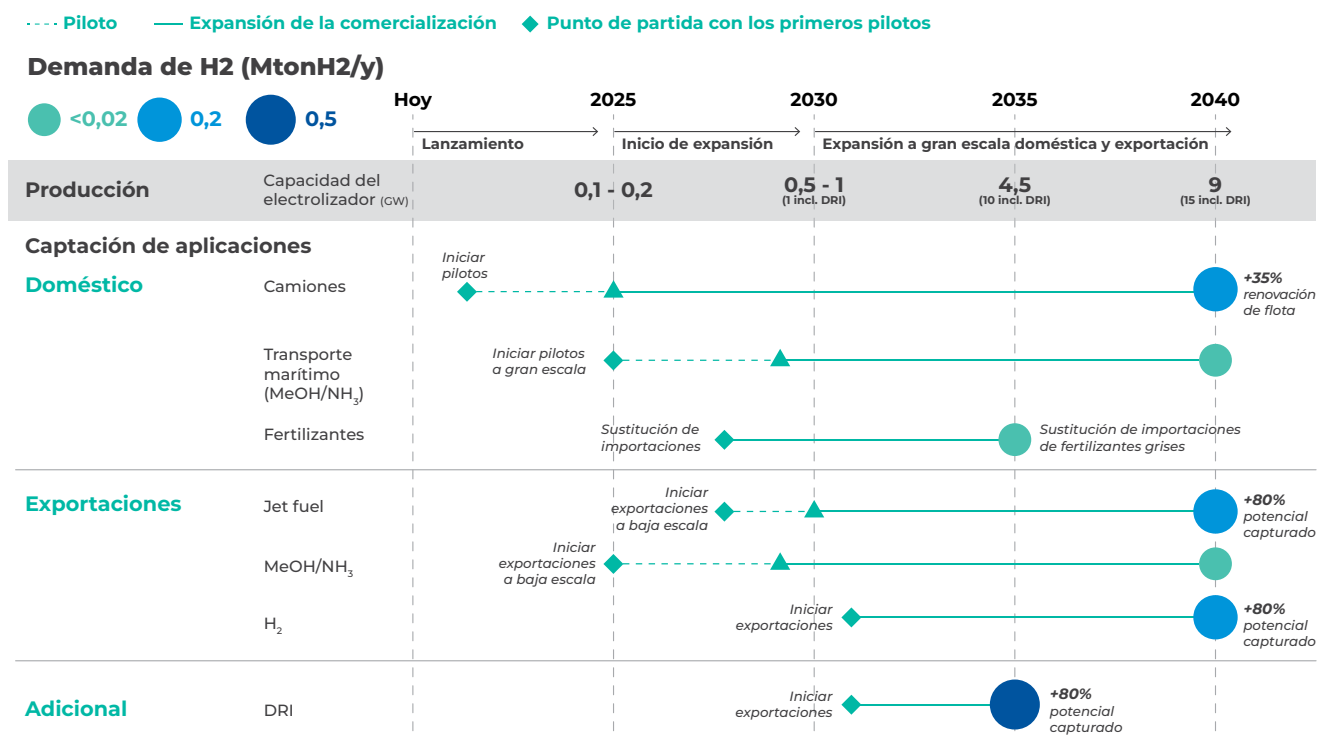 Piloto
Expansión de la comercialización
Punto de partida con los primeros pilotos
Demanda de H2 (MtonH2/y)
<0,02
0,2
0,5
Hoy
2025
2030
2035
2040
Lanzamiento
Inicio de expansión
Expansión a gran escala doméstica y exportación
Producción
Capacidad del
electrolizador (GW)
0,1 - 0,2
0,5 - 1
(1 incl. DRI)
4,5
(10 incl. DRI)
9
(15 incl. DRI)
Captación de aplicaciones
Doméstico
Camiones
Iniciar
pilotos
+35%
renovación
de flota
Transporte
marítimo
(MeOH/NH3)
Iniciar pilotos
a gran escala
Fertilizantes
Sustitución de
importaciones
Sustitución de importaciones
de fertilizantes grises
Exportaciones
Jet fuel
Iniciar
exportaciones
a baja escala
+80%
potencial
capturado
MeOH/NH3
Iniciar
exportaciones
a baja escala
H2
Iniciar
exportaciones
+80%
potencial
capturado
Adicional
DRI
Iniciar
exportaciones
+80%
potencial
capturado